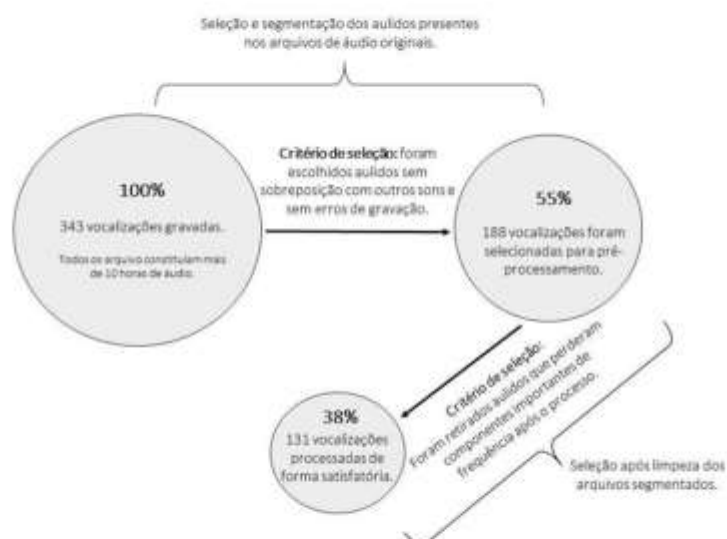 Seleção e segmentação dos aulidos presentes
nos arquivos de áudio originais.
100%
343 vocalizações gravadas.
Todos os arquivo constituíam mais
de 10 horas de áudio.
Critério de seleção: foram
escolhidos aulidos sem
sobreposição com outros sons e
sem erros de gravação.
55%
188 vocalizações foram
selecionadas para pré-
processamento.
Critério de seleção:
Foram retirados aulidos que perderam
componentes importantes de
frequência após o processo.
38%
131 vocalizações
processadas de
forma satisfatória.
Seleção após limpeza dos
arquivos segmentados.